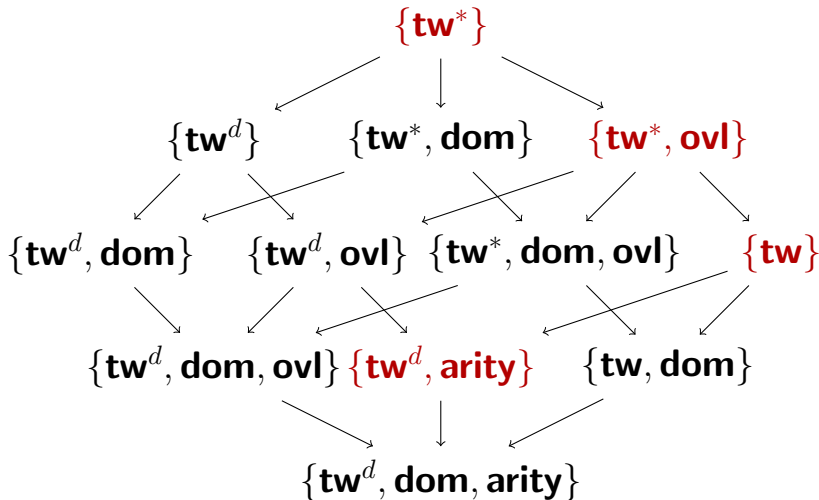 {tw*}
{tw^d} {tw*, dom} {tw*, ovl}
{tw^d, dom} {tw^d, ovl} {tw*, dom, ovl} {tw}
{tw^d, dom, ovl} {tw^d, arity} {tw, dom}
{tw^d, dom, arity}